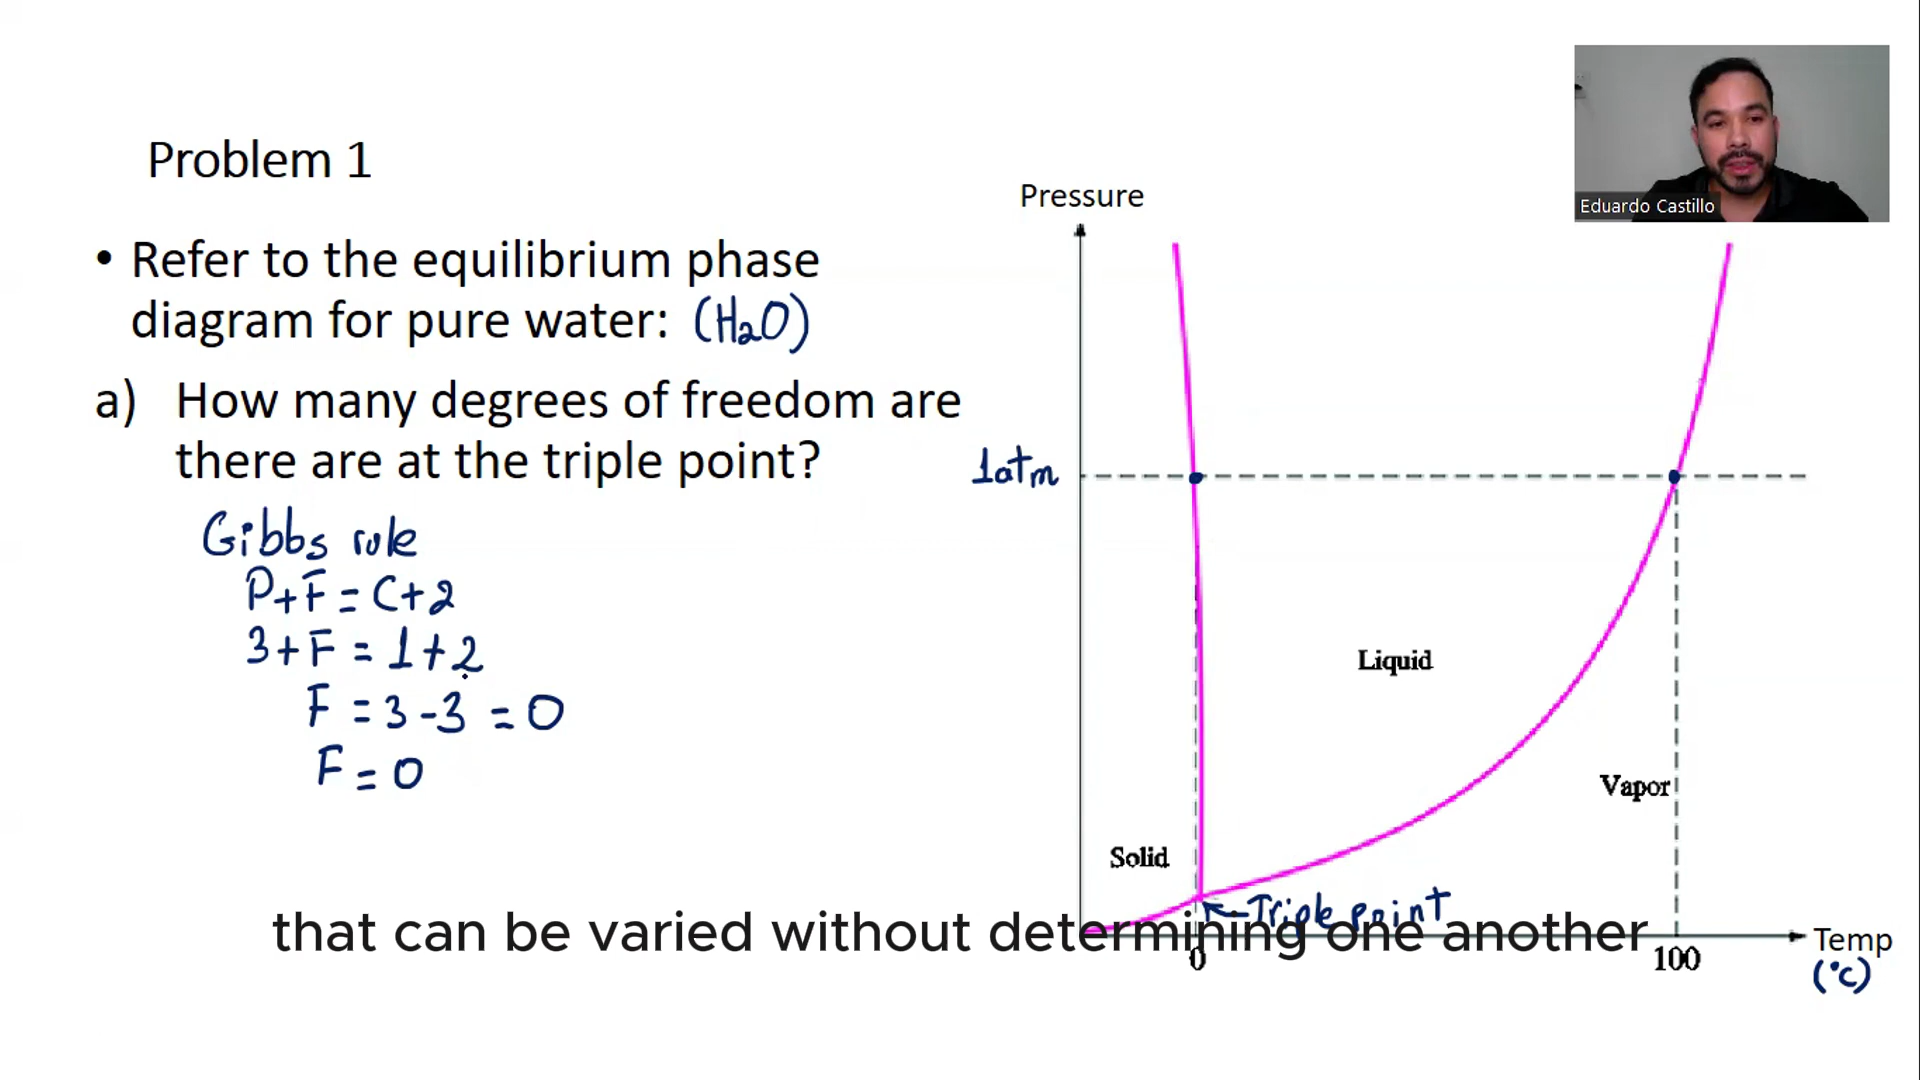 Problem 1
• Refer to the equilibrium phase
diagram for pure water: (H₂O)
a) How many degrees of freedom are
there are at the triple point?
Gibbs rule
P+F=C+2
3+F=1+2
F=3-3=0
F=0
Pressure
1atm
Liquid
Vapor
Solid
Triple point
0
100
Temp
(°C)
Eduardo Castillo
that can be varied without determining one another